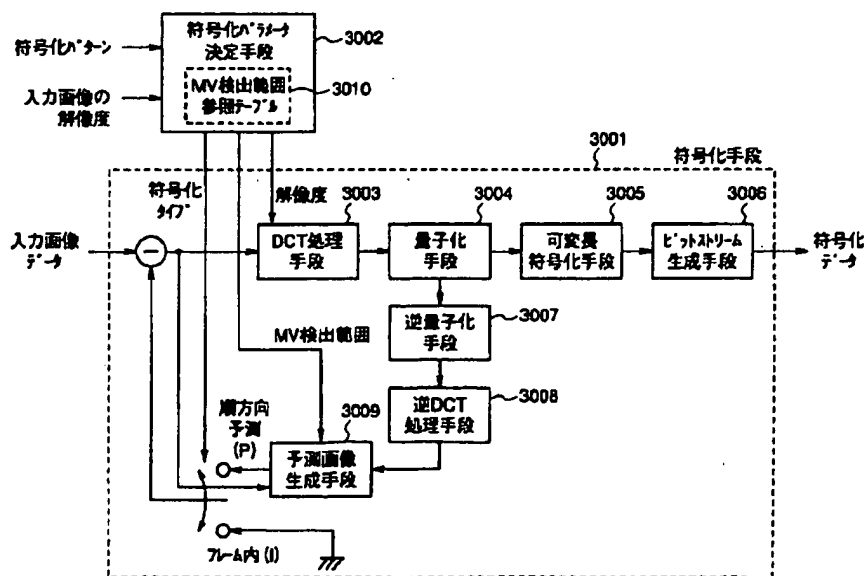 符号化パラメータ
決定手段
3002
符号化パターン
MV検出範囲
参照テーブル
3010
入力画像の
解像度
3001
符号化手段
符号化
タイプ
解像度
3003
3004
3005
3006
入力画像
データ
DCT処理
手段
量子化
手段
可変長
符号化手段
ビットストリーム
生成手段
符号化
データ
MV検出範囲
逆量子化
手段
3007
逆DCT
処理手段
3008
順方向
予測
(P)
3009
予測画像
生成手段
フレーム内(I)